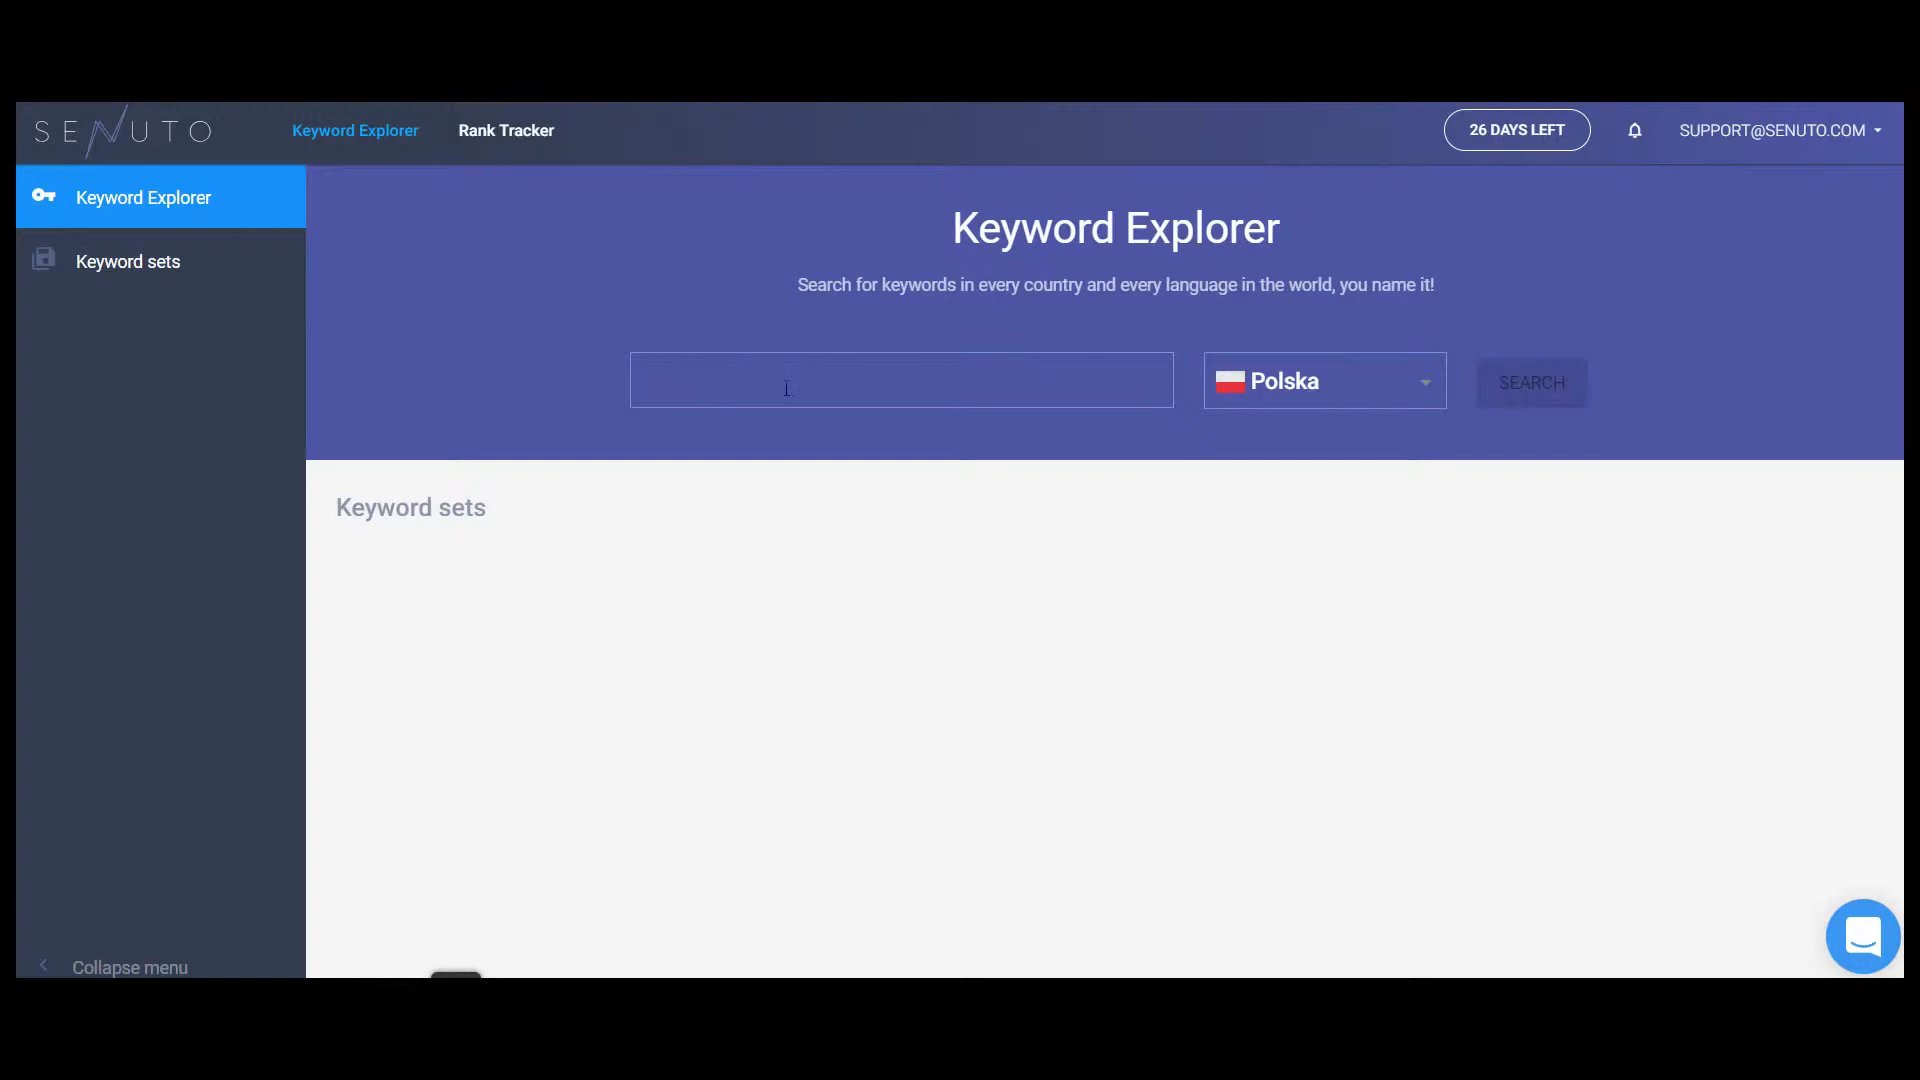 SENUTO
Keyword Explorer
Rank Tracker
26 DAYS LEFT
SUPPORT@SENUTO.COM
Keyword Explorer
Keyword sets
Keyword Explorer
Search for keywords in every country and every language in the world, you name it!
Polska
SEARCH
Keyword sets
Collapse menu